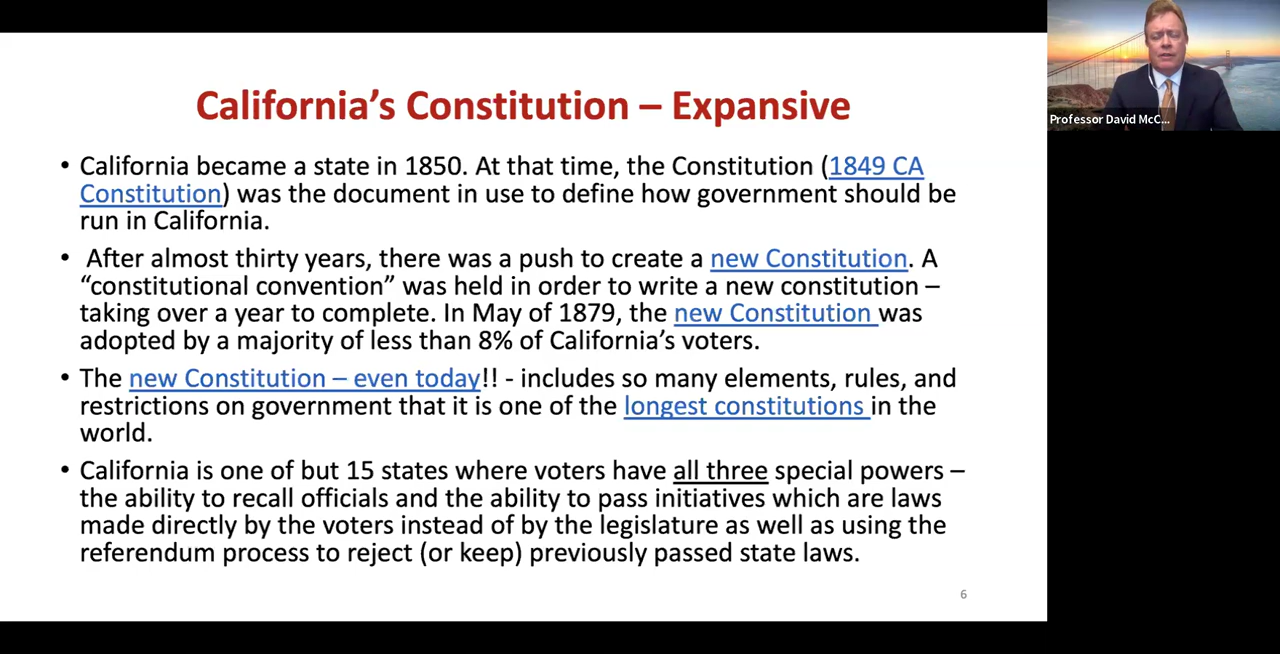 California’s Constitution – Expansive
• California became a state in 1850. At that time, the Constitution (1849 CA
Constitution) was the document in use to define how government should be
run in California.
• After almost thirty years, there was a push to create a new Constitution. A
“constitutional convention” was held in order to write a new constitution –
taking over a year to complete. In May of 1879, the new Constitution was
adopted by a majority of less than 8% of California’s voters.
• The new Constitution – even today!! - includes so many elements, rules, and
restrictions on government that it is one of the longest constitutions in the
world.
• California is one of but 15 states where voters have all three special powers –
the ability to recall officials and the ability to pass initiatives which are laws
made directly by the voters instead of by the legislature as well as using the
referendum process to reject (or keep) previously passed state laws.
6
Professor David McC...